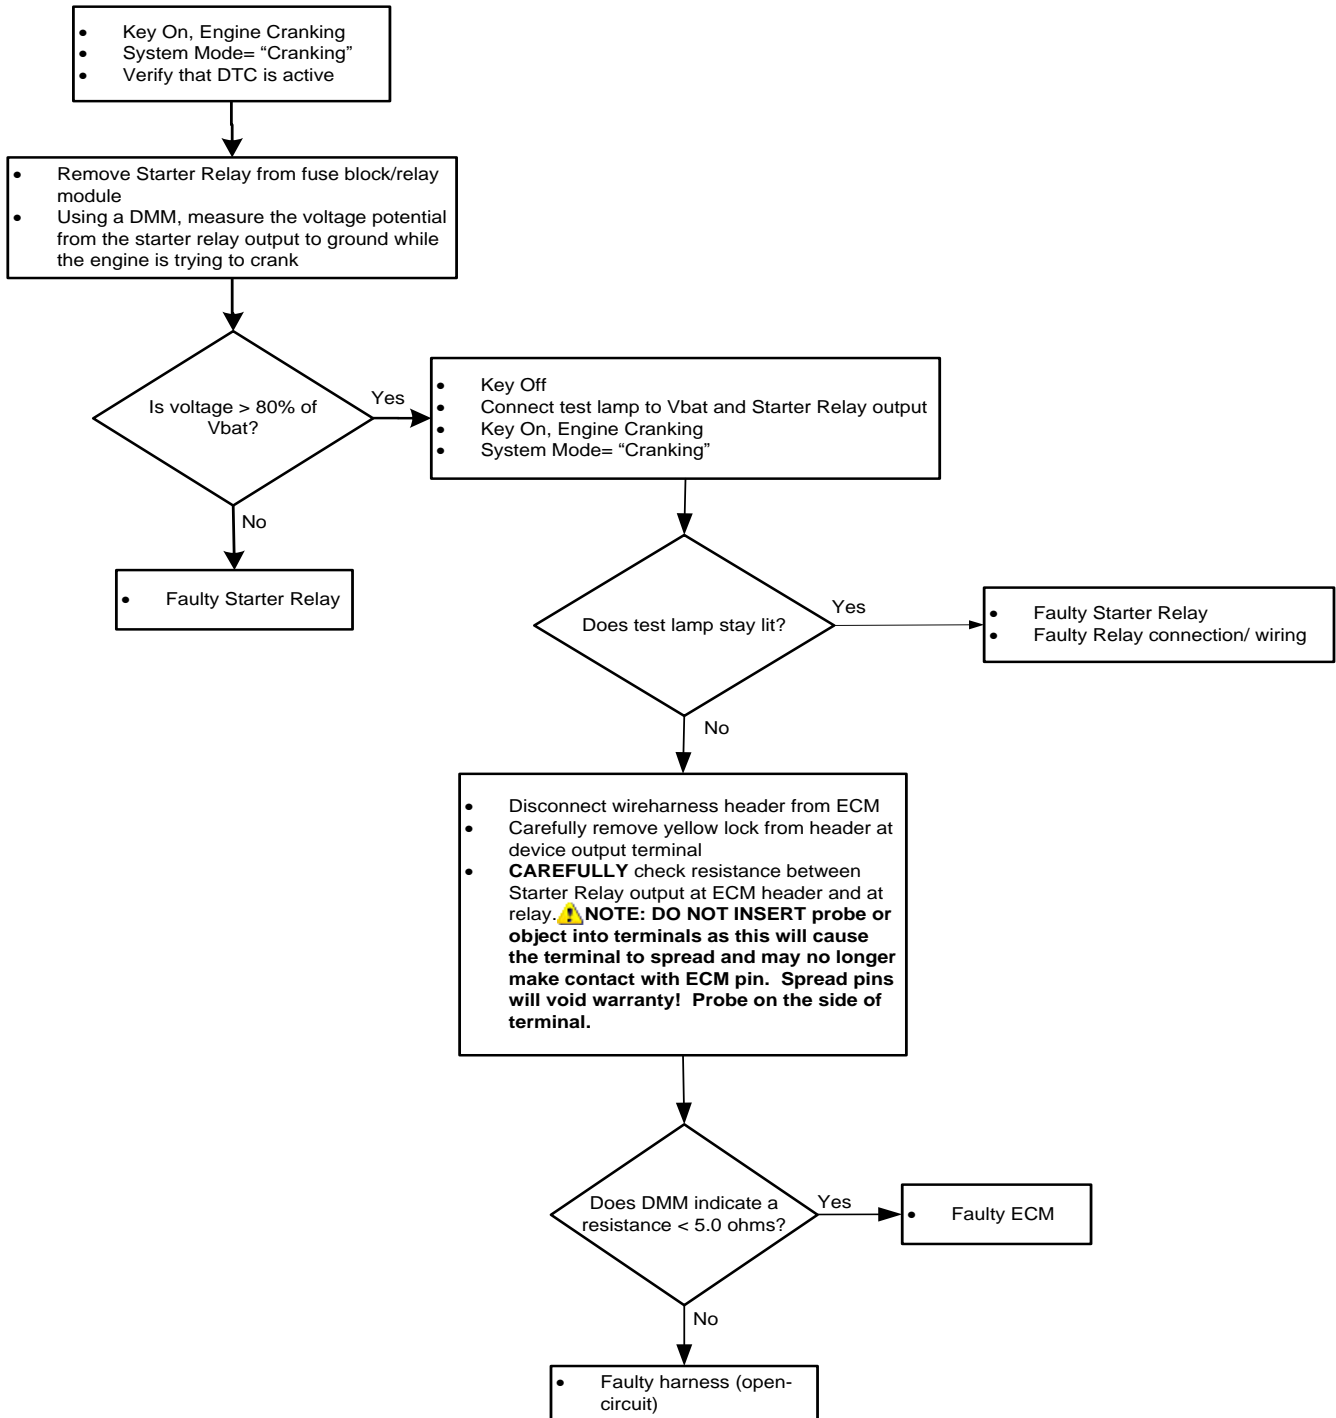 • Key On, Engine Cranking
• System Mode= “Cranking”
• Verify that DTC is active
• Remove Starter Relay from fuse block/relay
module
• Using a DMM, measure the voltage potential
from the starter relay output to ground while
the engine is trying to crank
Is voltage > 80% of
Vbat?
Yes
• Key Off
• Connect test lamp to Vbat and Starter Relay output
• Key On, Engine Cranking
• System Mode= “Cranking”
No
• Faulty Starter Relay
Does test lamp stay lit?
Yes
• Faulty Starter Relay
• Faulty Relay connection/ wiring
No
• Disconnect wireharness header from ECM
• Carefully remove yellow lock from header at
device output terminal
• CAREFULLY check resistance between
Starter Relay output at ECM header and at
relay. NOTE: DO NOT INSERT probe or
object into terminals as this will cause
the terminal to spread and may no longer
make contact with ECM pin. Spread pins
will void warranty! Probe on the side of
terminal.
Does DMM indicate a
resistance < 5.0 ohms?
Yes
• Faulty ECM
No
• Faulty harness (open-
circuit)